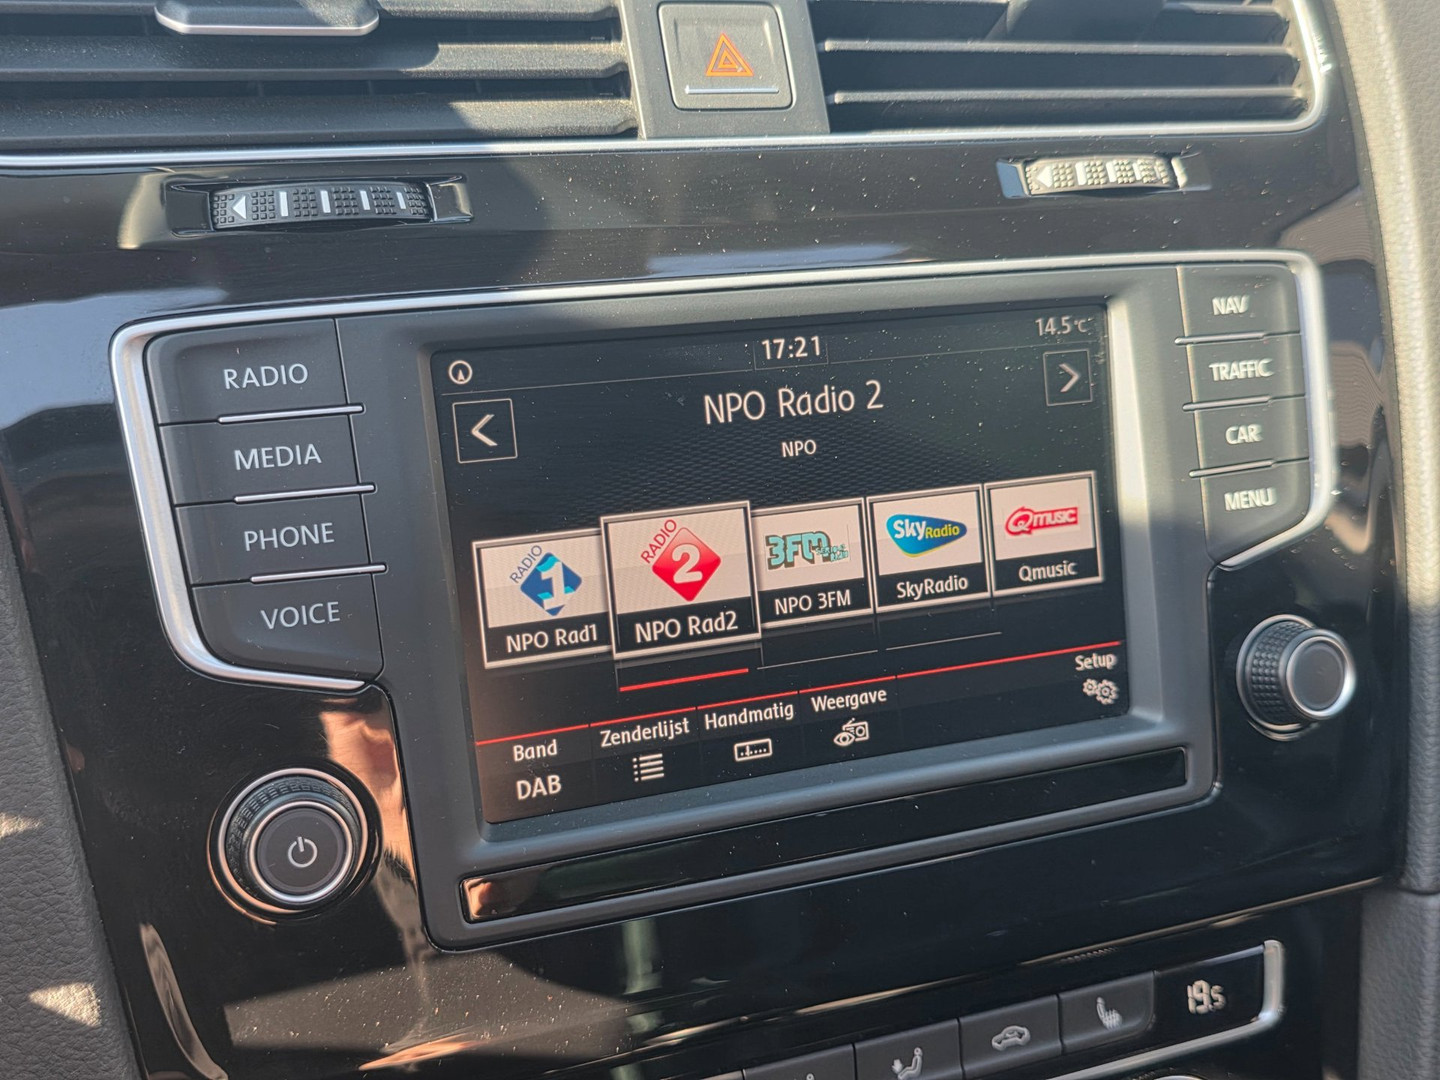 RADIO
MEDIA
PHONE
VOICE
17:21
14.5°C
NPO Radio 2
NPO
RADIO 1
NPO Rad1
RADIO 2
NPO Rad2
3FM
NPO 3FM
Sky Radio
SkyRadio
Qmusic
Qmusic
Band
DAB
Zenderlijst
Handmatig
Weergave
Setup
NAV
TRAFFIC
CAR
MENU
19.5